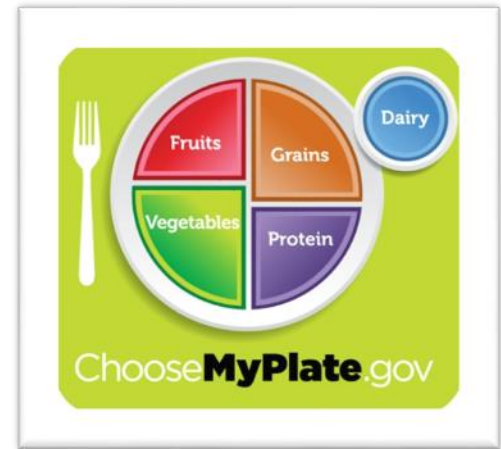 Dairy
Fruits
Grains
Vegetables
Protein
ChooseMyPlate.gov